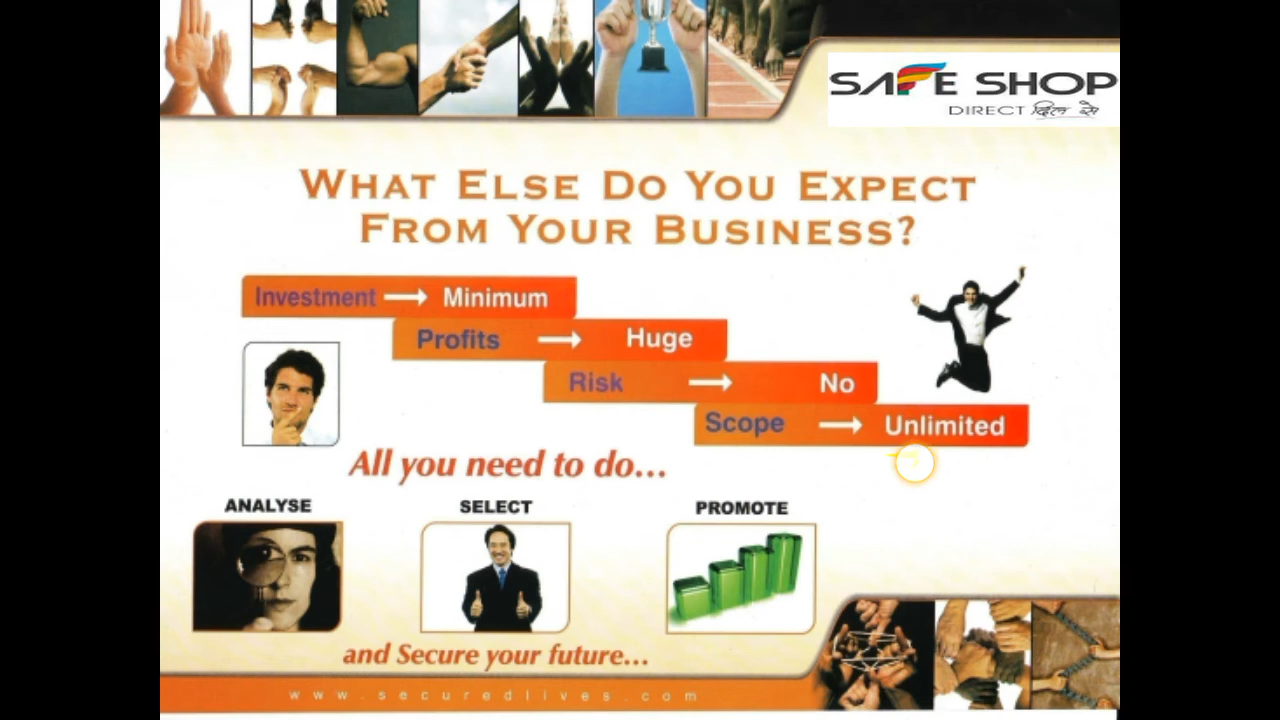 SAFE SHOP
DIRECT दिल से
WHAT ELSE DO YOU EXPECT
FROM YOUR BUSINESS?
Investment → Minimum
Profits → Huge
Risk → No
Scope → Unlimited
All you need to do...
ANALYSE SELECT PROMOTE
and Secure your future...
www.securedlives.com